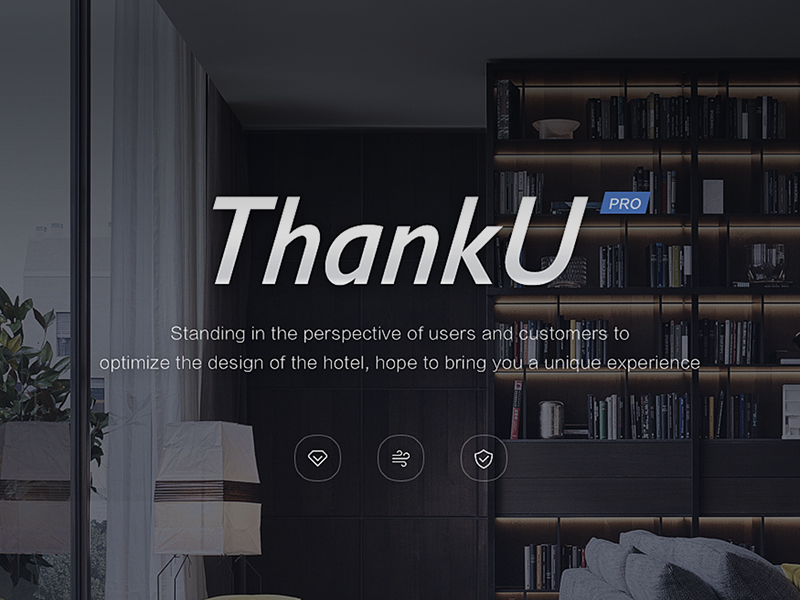 ThankU PRO
Standing in the perspective of users and customers to
optimize the design of the hotel, hope to bring you a unique experience